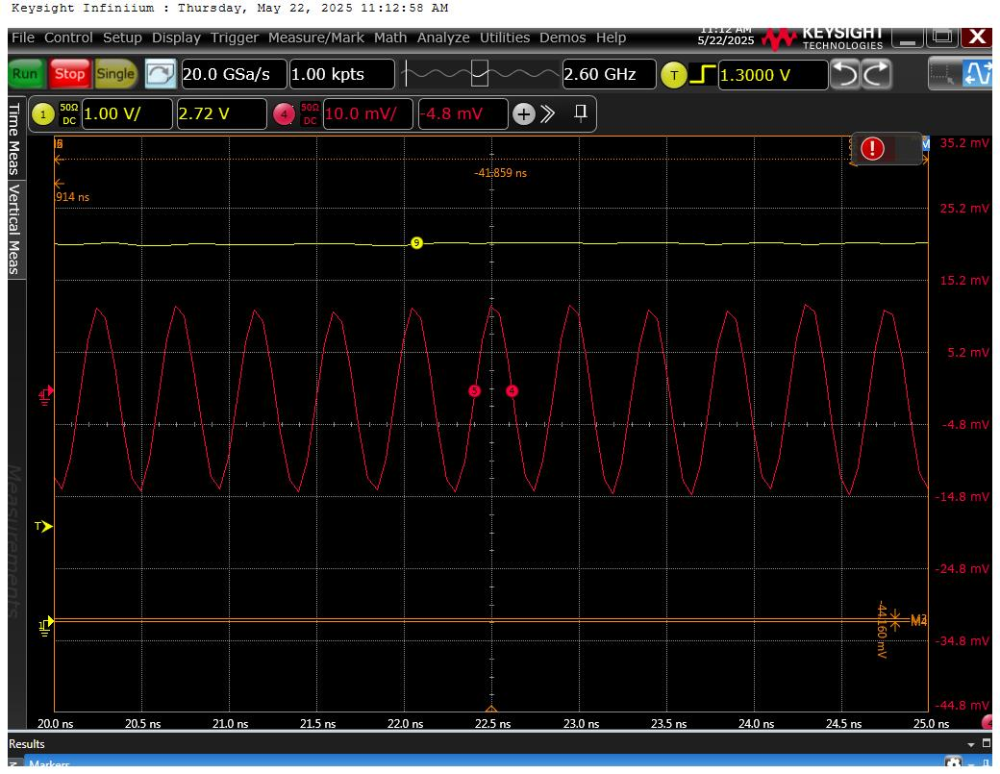 Keysight Infiniium : Thursday, May 22, 2025 11:12:58 AM
File Control Setup Display Trigger Measure/Mark Math Analyze Utilities Demos Help
11:12 AM
5/22/2025
KEYSIGHT
TECHNOLOGIES
X
Run Stop Single 20.0 GSa/s 1.00 kpts 2.60 GHz T 1.3000 V
1 50Ω DC 1.00 V/ 2.72 V 4 50Ω DC 10.0 mV/ -4.8 mV +
Time Meas
Vertical Meas
Measurements
-41.859 ns
.914 ns
!
35.2 mV
25.2 mV
9
15.2 mV
5.2 mV
5 4
-4.8 mV
-14.8 mV
T
-24.8 mV
-44.160 mV
M4
-34.8 mV
-44.8 mV
20.0 ns 20.5 ns 21.0 ns 21.5 ns 22.0 ns 22.5 ns 23.0 ns 23.5 ns 24.0 ns 24.5 ns 25.0 ns
4
Results
Markers